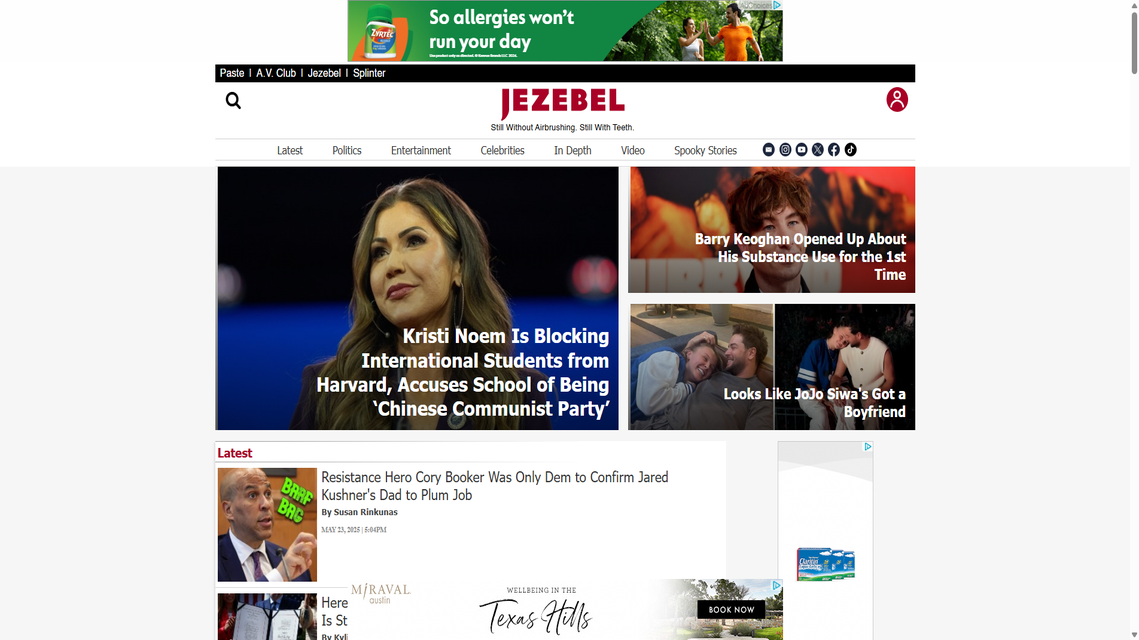 So allergies won't
run your day
ZYRTEC
AdChoices
Paste | A.V. Club | Jezebel | Splinter
JEZEBEL
Still Without Airbrushing. Still With Teeth.
Latest
Politics
Entertainment
Celebrities
In Depth
Video
Spooky Stories
Kristi Noem Is Blocking
International Students from
Harvard, Accuses School of Being
‘Chinese Communist Party’
Barry Keoghan Opened Up About
His Substance Use for the 1st
Time
Looks Like JoJo Siwa's Got a
Boyfriend
Latest
BARF
BAG
Resistance Hero Cory Booker Was Only Dem to Confirm Jared
Kushner's Dad to Plum Job
By Susan Rinkunas
MAY 23, 2025 | 5:04PM
Claritin
Here
Is St
By Kyli
MIRAVAL
austin
WELLBEING IN THE
Texas Hills
BOOK NOW